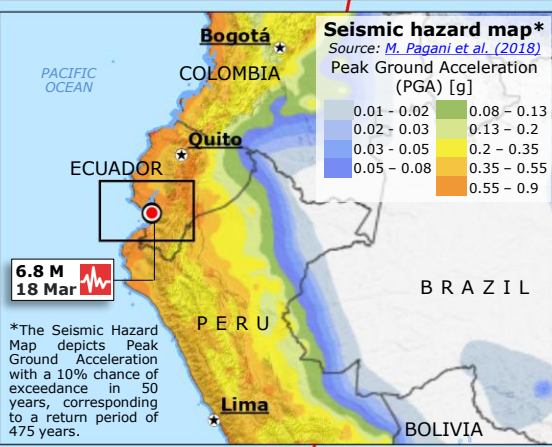 Seismic hazard map*
Source: M. Pagani et al. (2018)
Peak Ground Acceleration
(PGA) [g]
0.01 - 0.02
0.02 - 0.03
0.03 - 0.05
0.05 – 0.08
0.08 - 0.13
0.13 – 0.2
0.2 – 0.35
0.35 – 0.55
0.55 – 0.9
Bogotá
COLOMBIA
PACIFIC
OCEAN
Quito
ECUADOR
6.8 M
18 Mar
BRAZIL
PERU
*The Seismic Hazard
Map depicts Peak
Ground Acceleration
with a 10% chance of
exceedance in 50
years, corresponding
to a return period of
475 years.
Lima
BOLIVIA